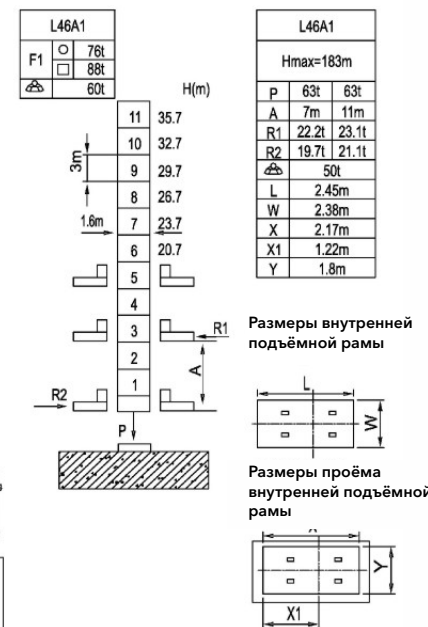 L46A1
F1 76t
88t
60t
H(m)
11 35.7
10 32.7
3m 9 29.7
8 26.7
1.6m 7 23.7
6 20.7
5
4
3 R1
2 A
1
R2
P
L46A1
Hmax=183m
P 63t 63t
A 7m 11m
R1 22.2t 23.1t
R2 19.7t 21.1t
50t
L 2.45m
W 2.38m
X 2.17m
X1 1.22m
Y 1.8m
Размеры внутренней
подъёмной рамы
L
W
Размеры проёма
внутренней подъёмной
рамы
Y
X1